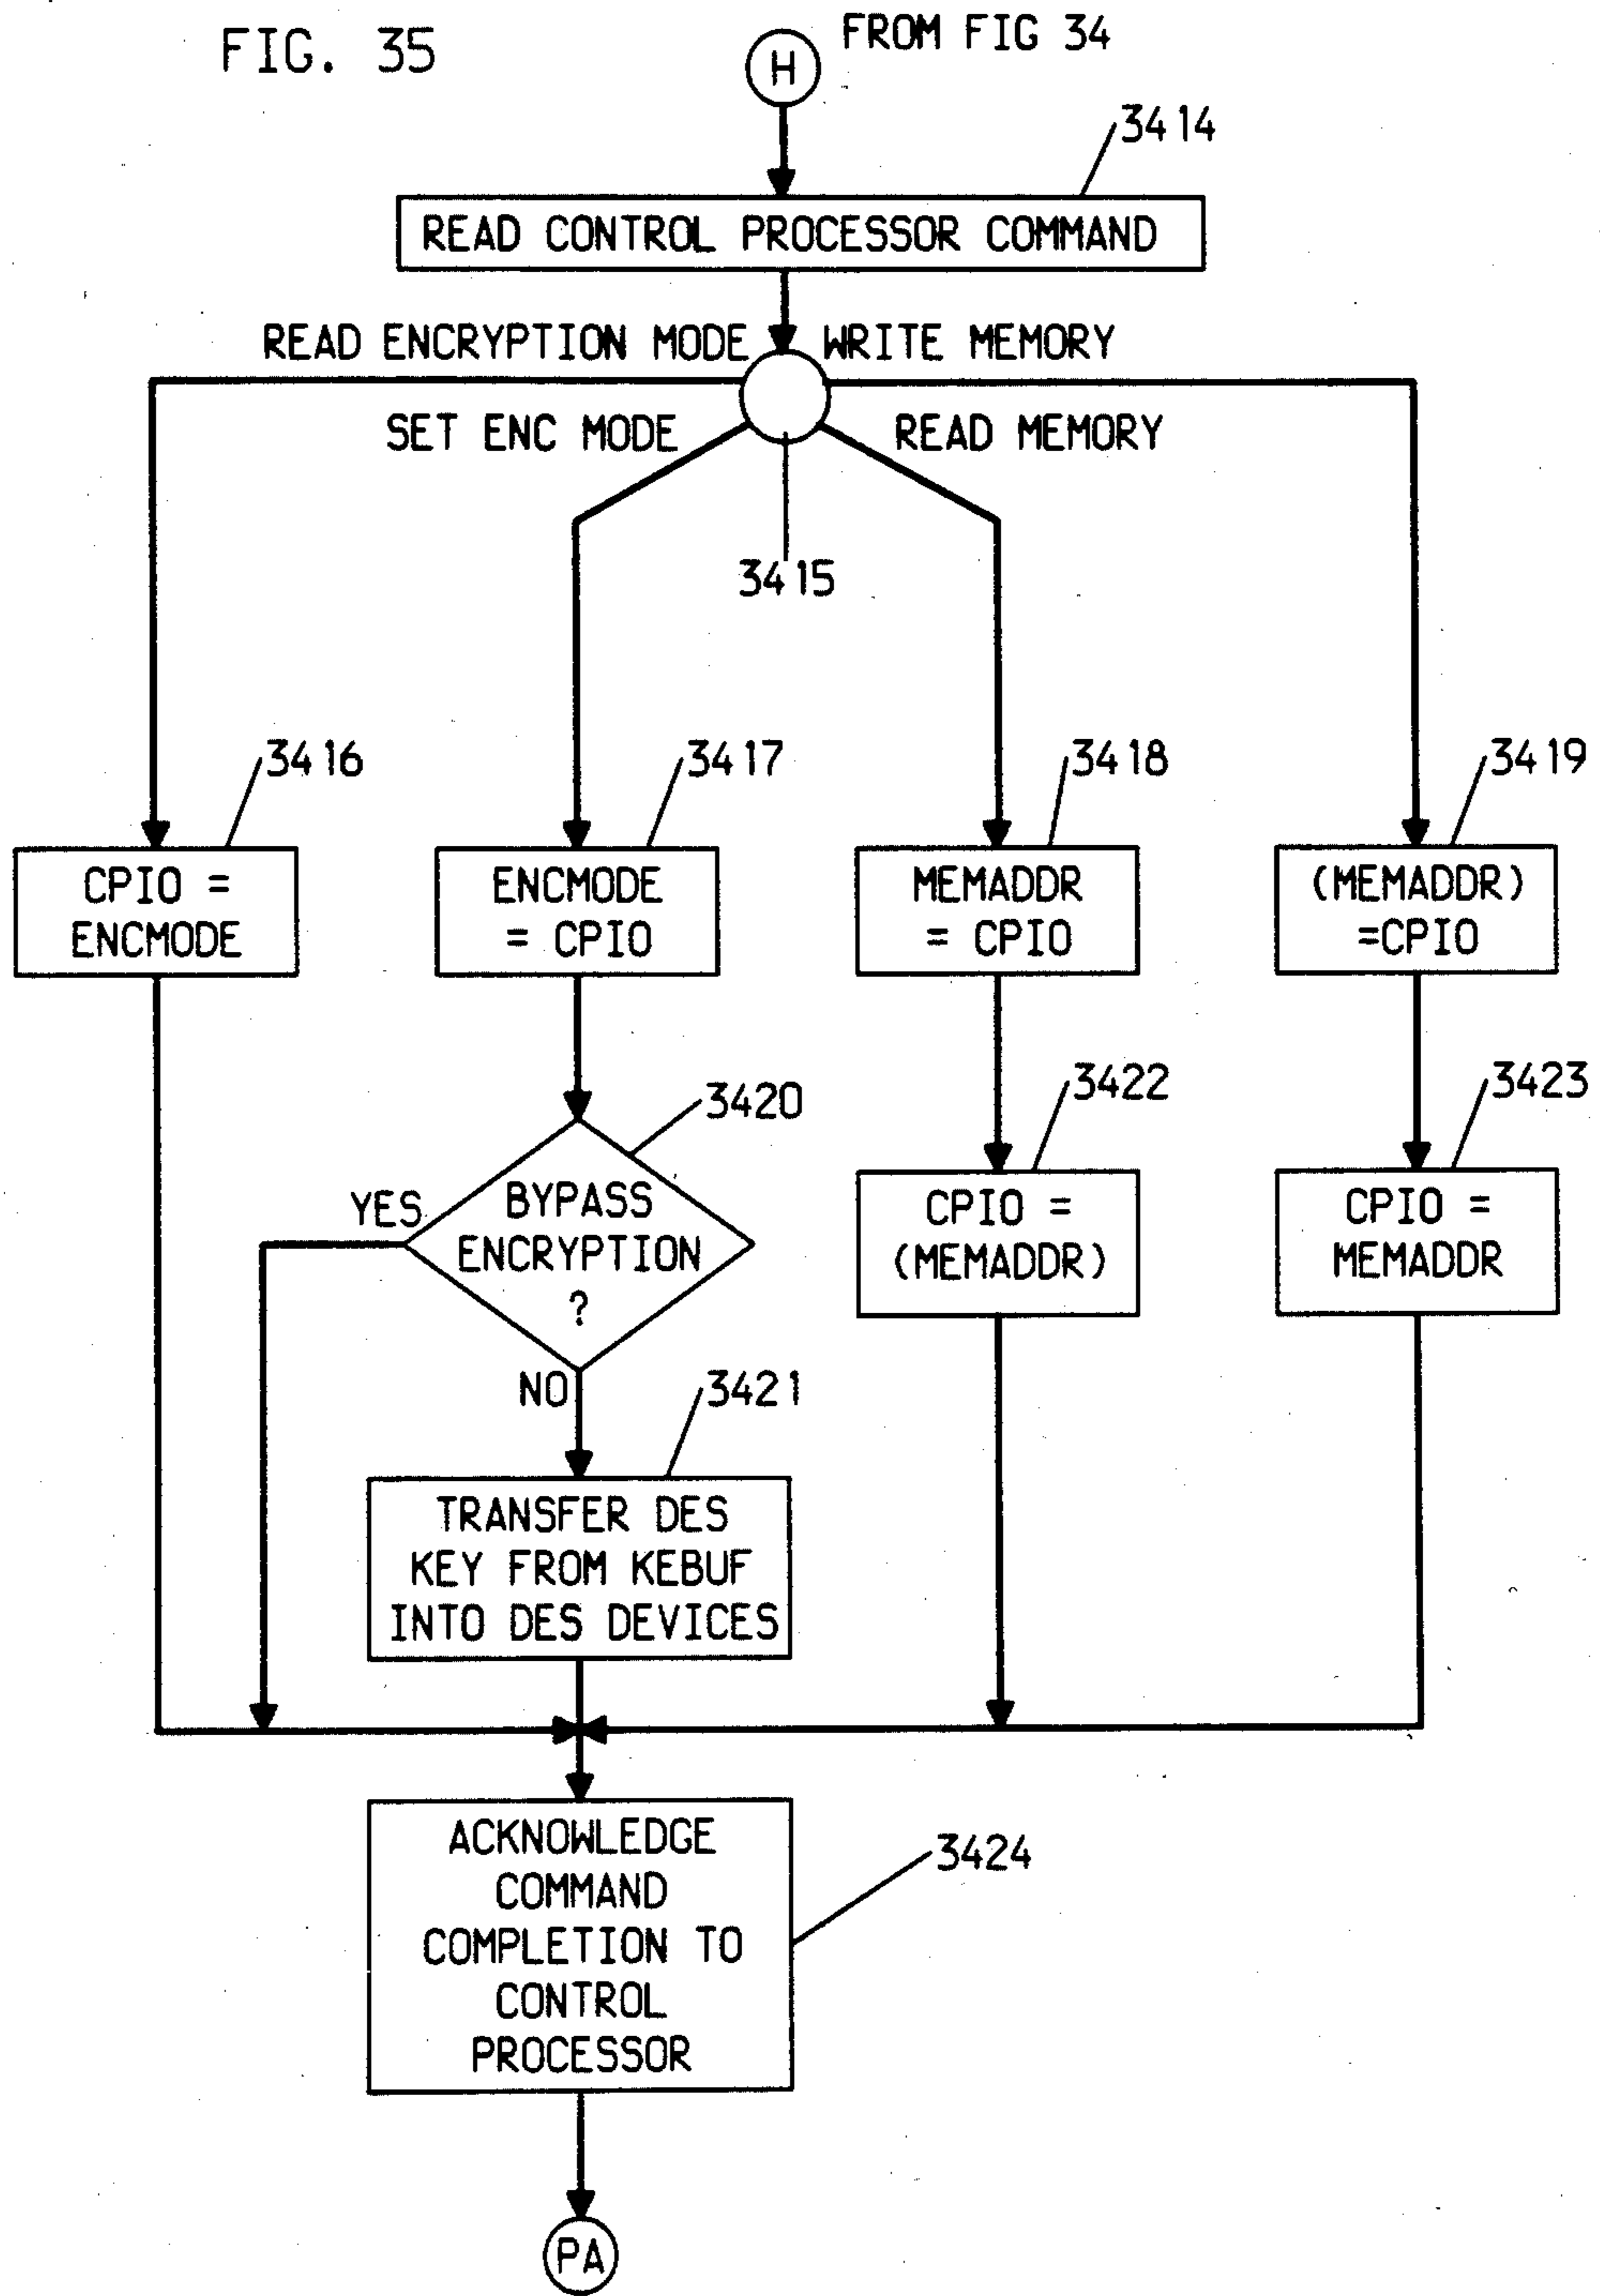 FIG. 35
H
FROM FIG 34
3414
READ CONTROL PROCESSOR COMMAND
READ ENCRYPTION MODE
WRITE MEMORY
SET ENC MODE
READ MEMORY
3415
3416
3417
3418
3419
CPIO =
ENCMODE
ENCMODE
= CPIO
MEMADDR
= CPIO
(MEMADDR)
=CPIO
3420
3422
3423
YES
BYPASS
ENCRYPTION
?
CPIO =
(MEMADDR)
CPIO =
MEMADDR
NO
3421
TRANSFER DES
KEY FROM KEBUF
INTO DES DEVICES
ACKNOWLEDGE
COMMAND
COMPLETION TO
CONTROL
PROCESSOR
3424
PA